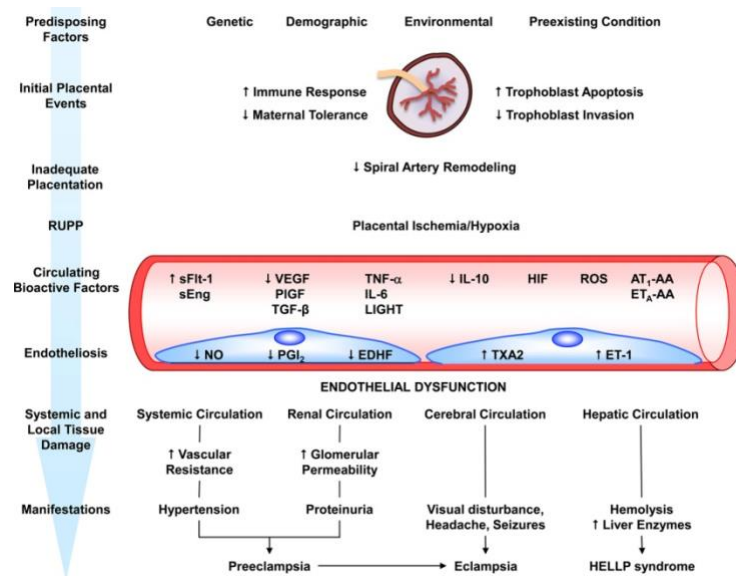 Predisposing
Factors
Genetic Demographic Environmental Preexisting Condition
Initial Placental
Events
↑ Immune Response
↓ Maternal Tolerance
↑ Trophoblast Apoptosis
↓ Trophoblast Invasion
Inadequate
Placentation
↓ Spiral Artery Remodeling
RUPP
Placental Ischemia/Hypoxia
Circulating
Bioactive Factors
↑ sFlt-1
sEng
↓ VEGF
PlGF
TGF-β
TNF-α
IL-6
LIGHT
↓ IL-10
HIF
ROS
AT₁-AA
ETₐ-AA
Endotheliosis
↓ NO ↓ PGI₂ ↓ EDHF ↑ TXA2 ↑ ET-1
ENDOTHELIAL DYSFUNCTION
Systemic and
Local Tissue
Damage
Systemic Circulation Renal Circulation Cerebral Circulation Hepatic Circulation
↑ Vascular
Resistance
↑ Glomerular
Permeability
Manifestations
Hypertension
Proteinuria
Visual disturbance,
Headache, Seizures
Hemolysis
↑ Liver Enzymes
Preeclampsia Eclampsia HELLP syndrome